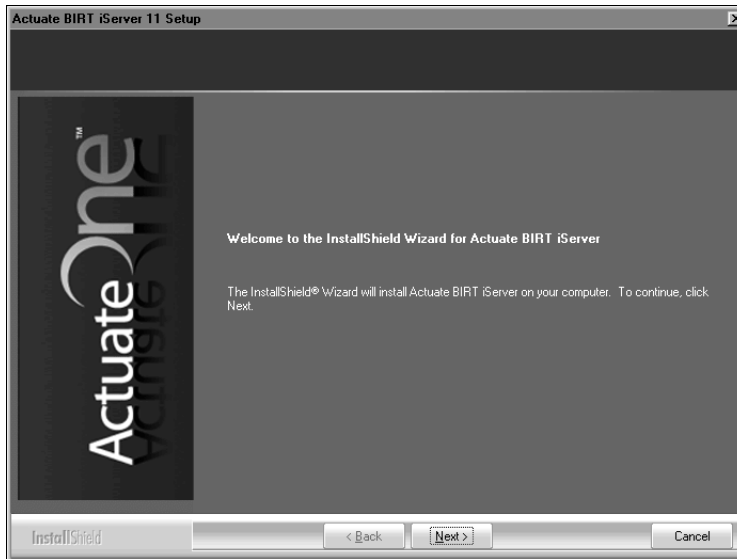 Actuate BIRT iServer 11 Setup
ActuateOne™
Welcome to the InstallShield Wizard for Actuate BIRT iServer
The InstallShield® Wizard will install Actuate BIRT iServer on your computer. To continue, click
Next.
InstallShield
< Back
Next >
Cancel